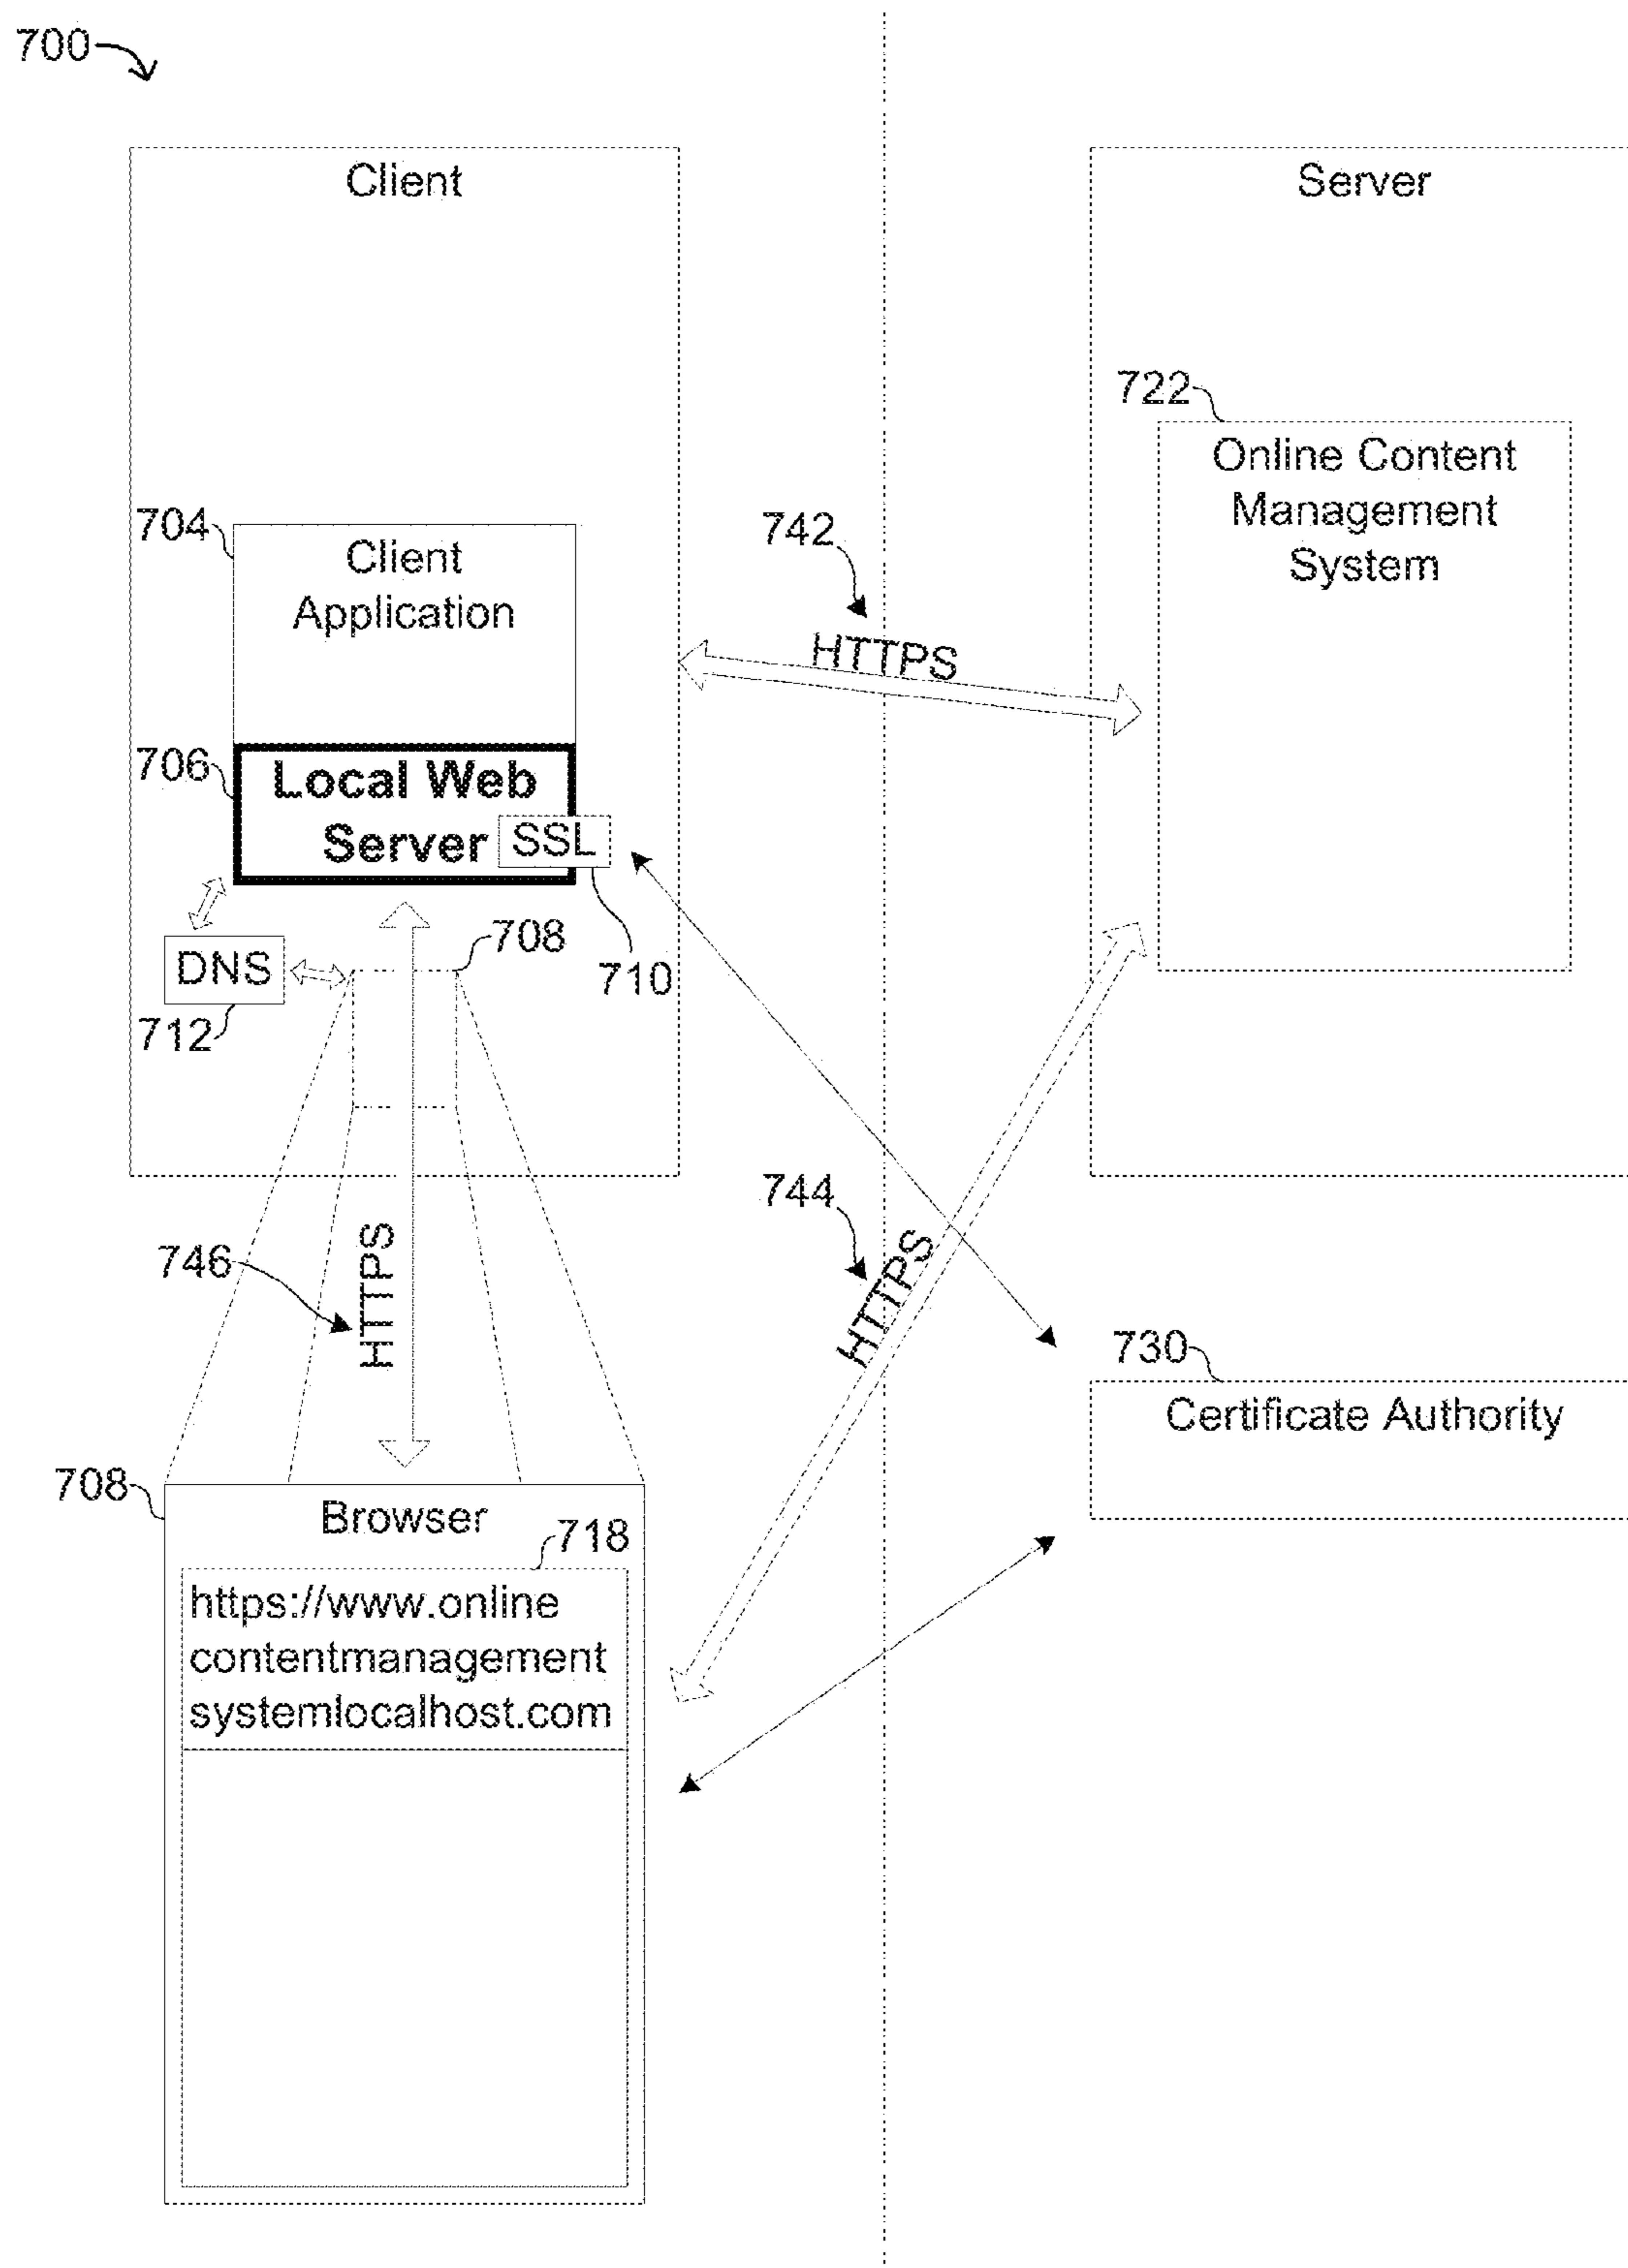 700
Client
Server
722
Online Content
Management
System
704
Client
Application
742
HTTPS
706
Local Web
Server
SSL
708
710
DNS
712
744
HTTPS
746
HTTPS
730
Certificate Authority
708
Browser
718
https://www.online
contentmanagement
systemlocalhost.com